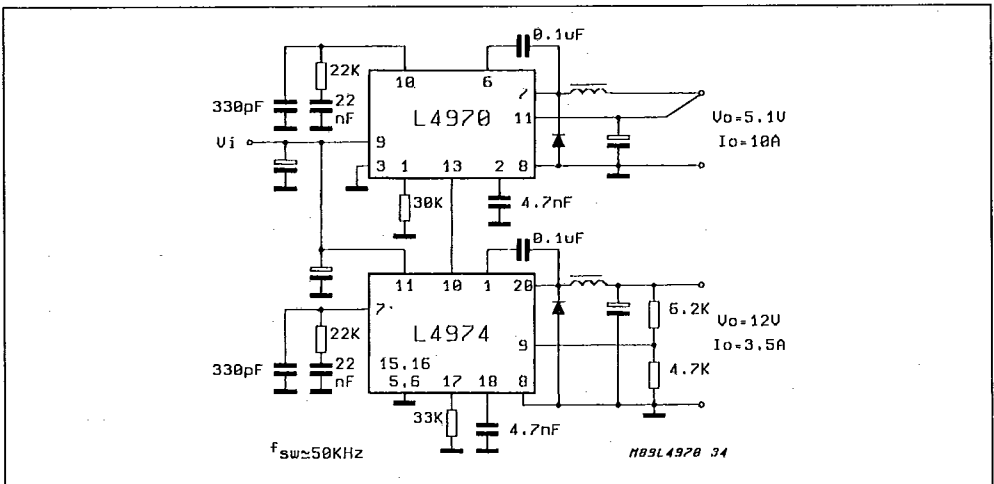 0.1uF
22K
10 6
330pF
22
nF
L4970
7
11
Vo=5.1V
Io=10A
Vi
9
3 1 13 2 8
30K
4.7nF
0.1uF
11 10 1 20
7
22K
L4974
6.2K
Vo=12V
Io=3.5A
9
330pF
22
nF
15,16
5,6 17 18 8
4.7K
33K
4.7nF
fsw≃50KHz
M89L4970 34